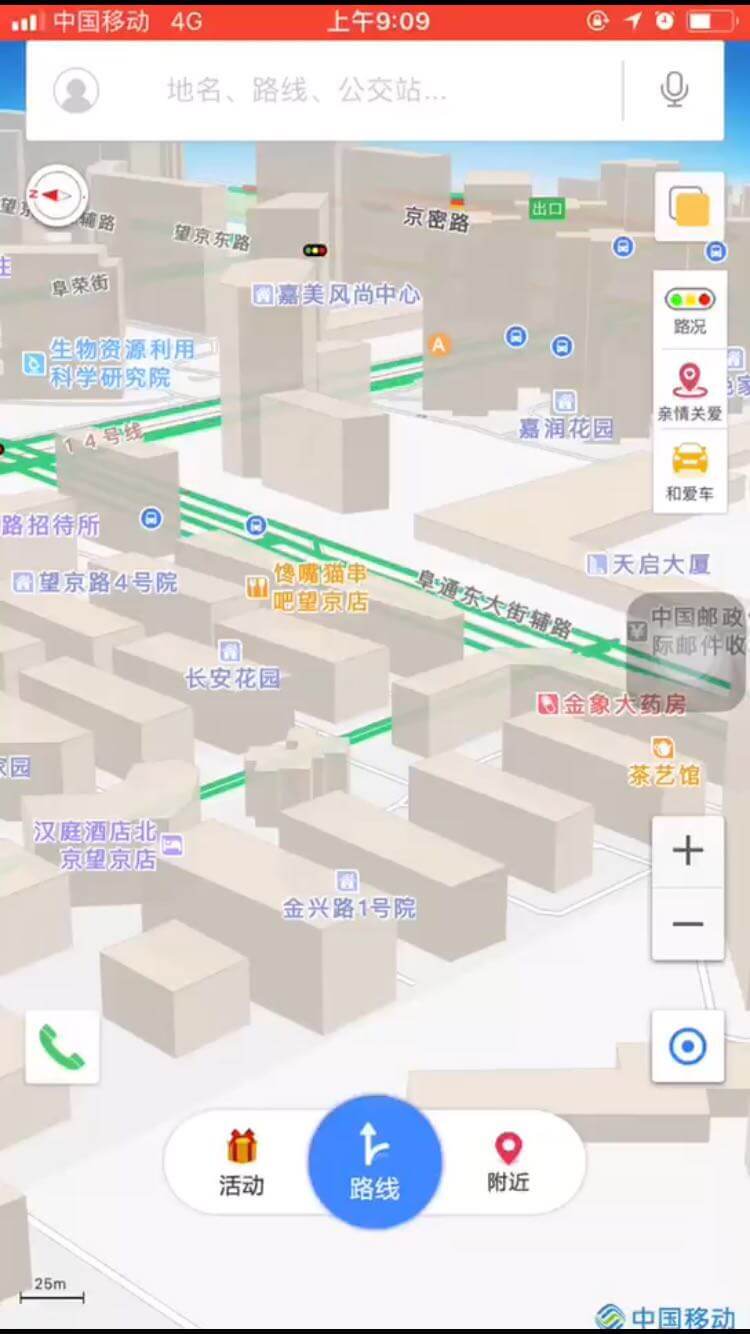 中国移动 4G 上午9:09
地名、路线、公交站...
N
辅路
望京东路
京密路
出口
阜荣街
嘉美风尚中心
路况
生物资源利用
科学研究院
A
亲情关爱
14号线
嘉润花园
和爱车
路招待所
望京路4号院
馋嘴猫串
吧望京店
阜通东大街辅路
天启大厦
中国邮政
际邮件收
长安花园
金象大药房
家园
茶艺馆
汉庭酒店北
京望京店
+
金兴路1号院
－
活动
路线
附近
25m
中国移动